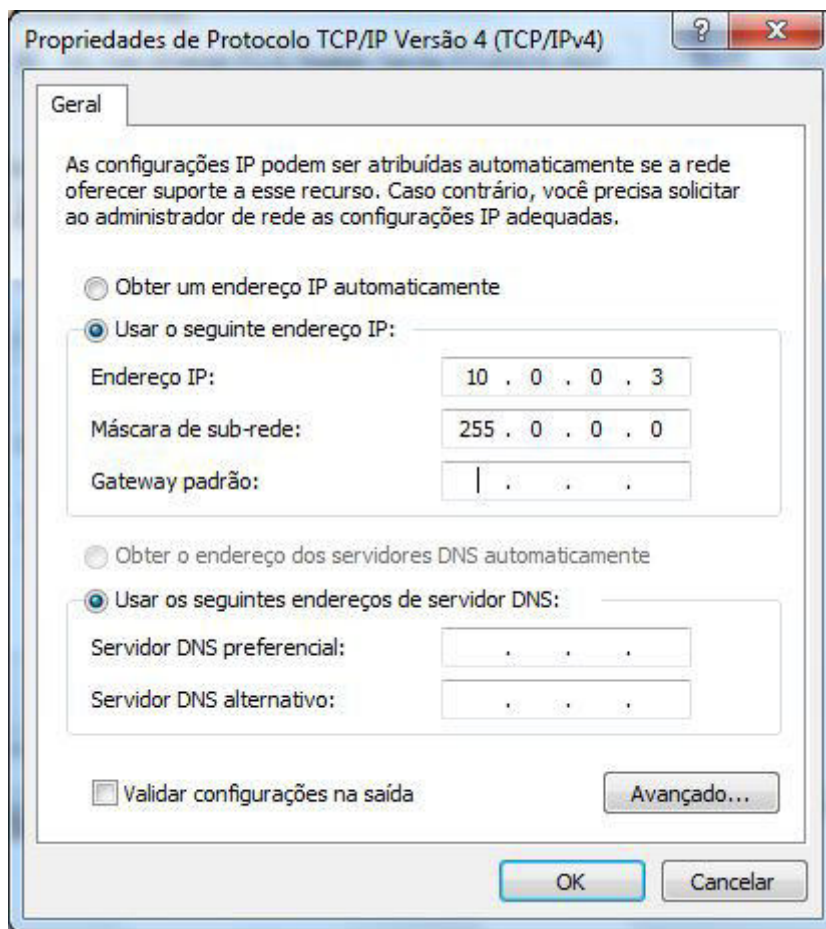 Propriedades de Protocolo TCP/IP Versão 4 (TCP/IPv4)
Geral
As configurações IP podem ser atribuídas automaticamente se a rede
oferecer suporte a esse recurso. Caso contrário, você precisa solicitar
ao administrador de rede as configurações IP adequadas.
Obter um endereço IP automaticamente
Usar o seguinte endereço IP:
Endereço IP: 10 . 0 . 0 . 3
Máscara de sub-rede: 255 . 0 . 0 . 0
Gateway padrão: . . .
Obter o endereço dos servidores DNS automaticamente
Usar os seguintes endereços de servidor DNS:
Servidor DNS preferencial: . . .
Servidor DNS alternativo: . . .
Validar configurações na saída Avançado...
OK Cancelar